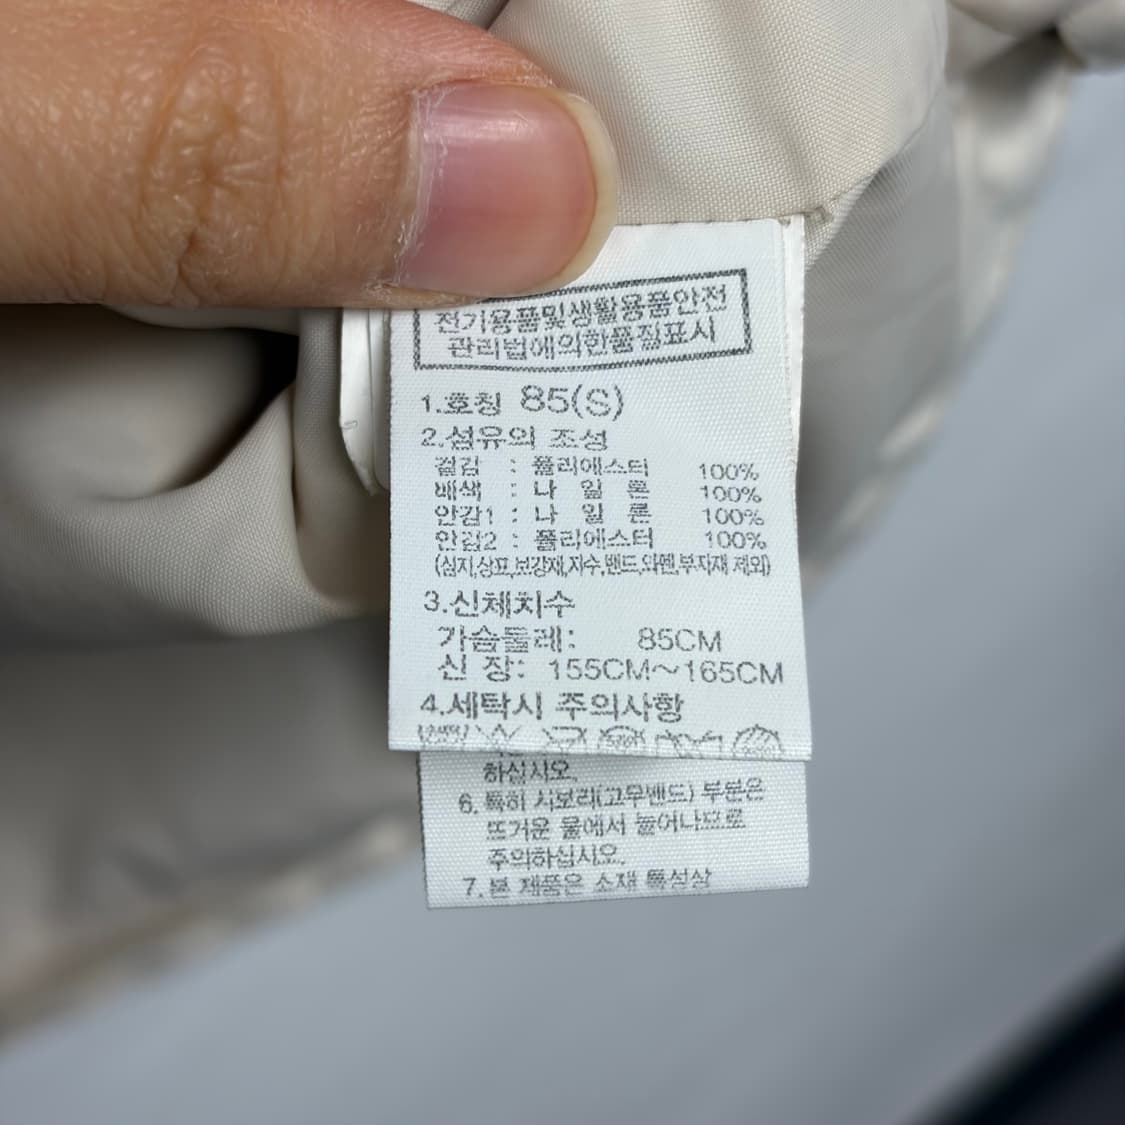 전기용품및생활용품안전
관리법에의한품질표시
1.호칭 85(S)
2.섬유의 조성
겉감 : 폴리에스터 100%
배색 : 나 일 론 100%
안감1 : 나 일 론 100%
안감2 : 폴리에스터 100%
(심지,상표,보강재,자수,밴드,와펜,부자재 제외)
3.신체치수
가슴둘레: 85CM
신 장: 155CM~165CM
4.세탁시 주의사항
하십시오.
6. 특히 시보리(고무밴드) 부분은
뜨거운 물에서 늘어나므로
주의하십시오.
7. 본 제품은 소재 특성상